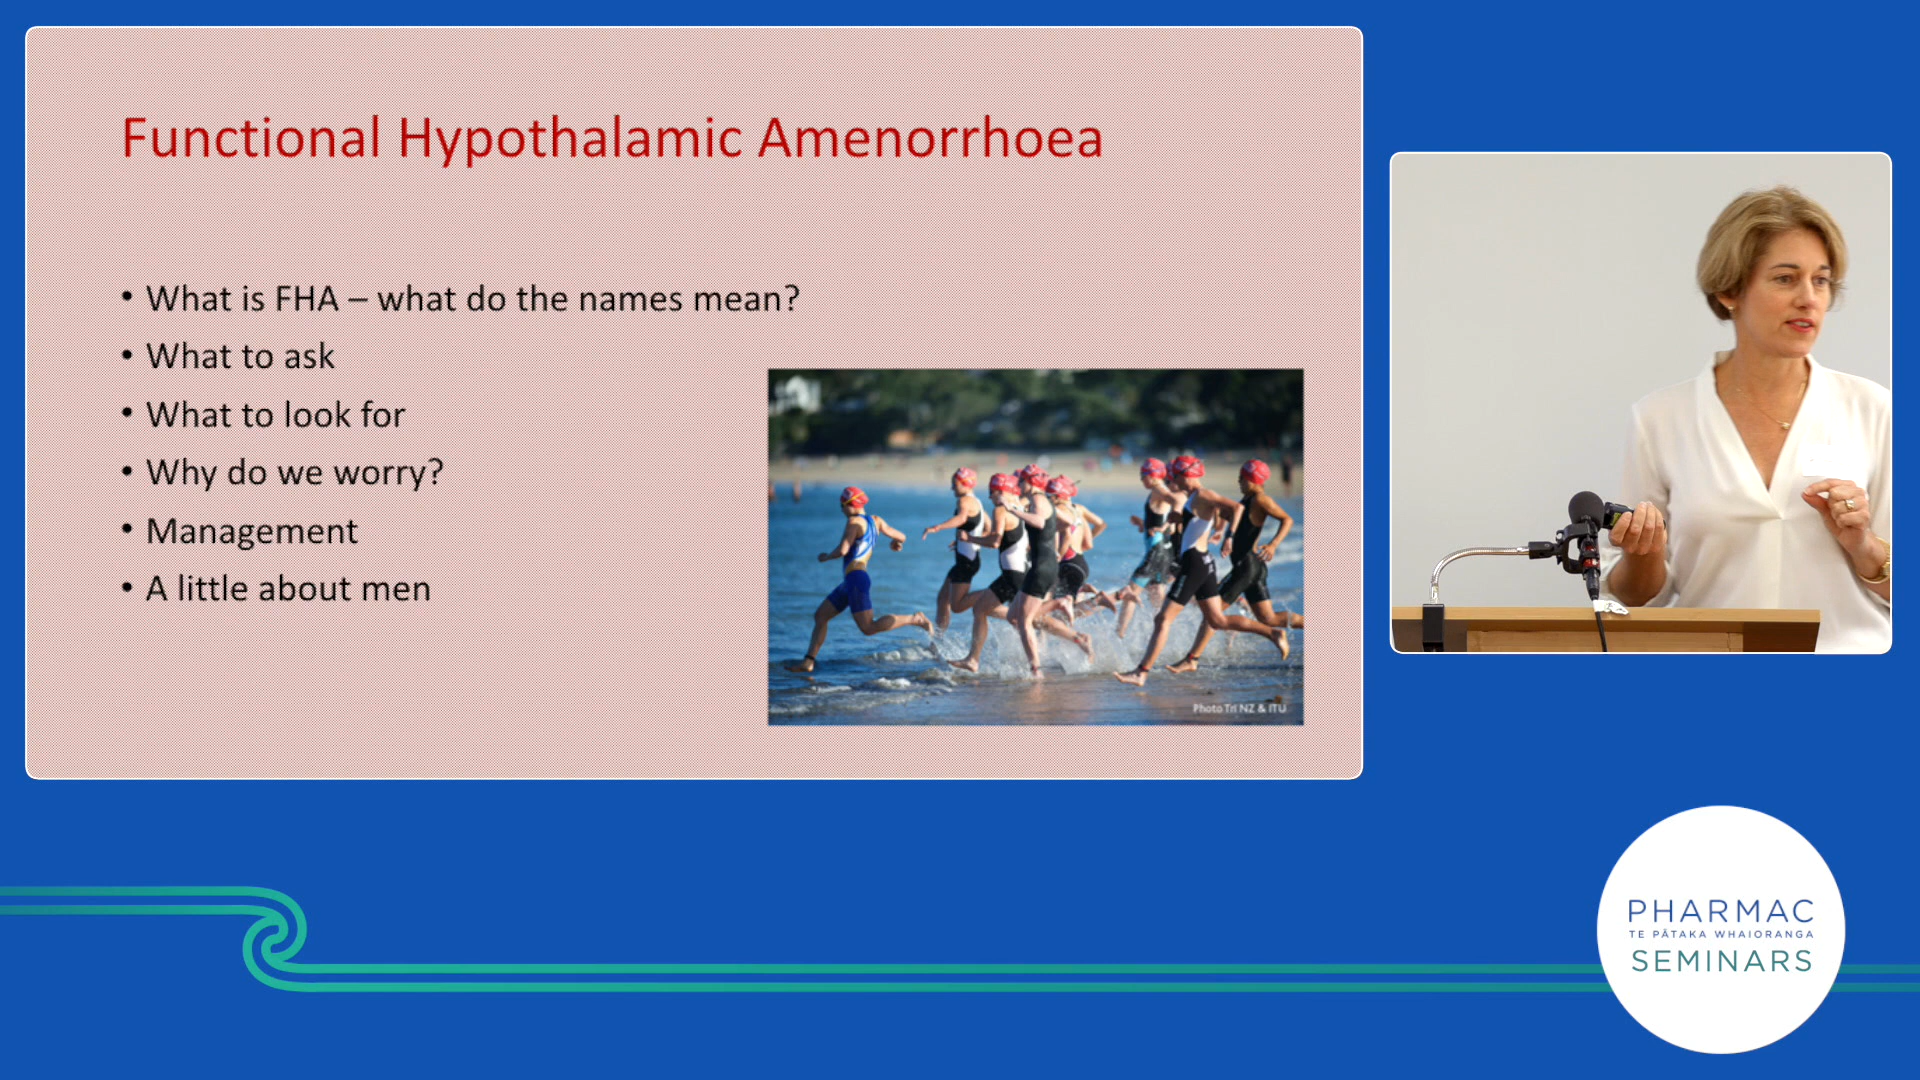 Functional Hypothalamic Amenorrhoea
• What is FHA – what do the names mean?
• What to ask
• What to look for
• Why do we worry?
• Management
• A little about men
Photo Tri NZ & ITU
PHARMAC
TE PĀTAKA WHAIORANGA
SEMINARS